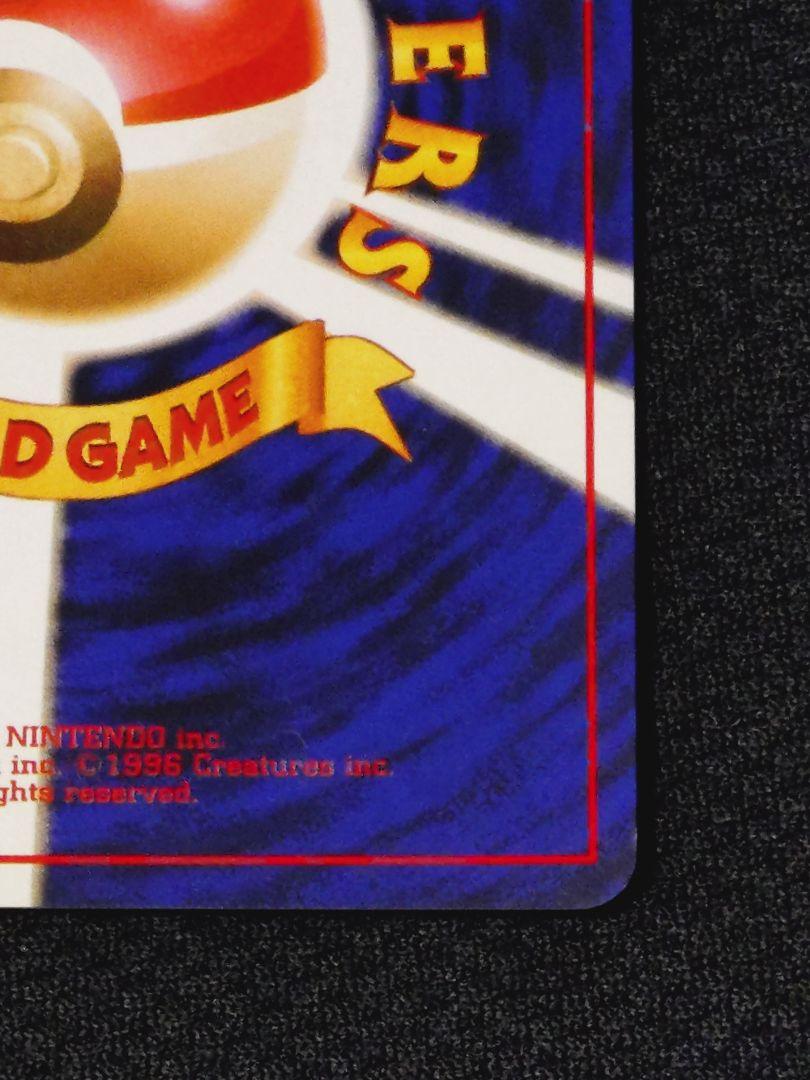 ERS
D GAME
NINTENDO inc.
inc. ©1996 Creatures inc.
ghts reserved.